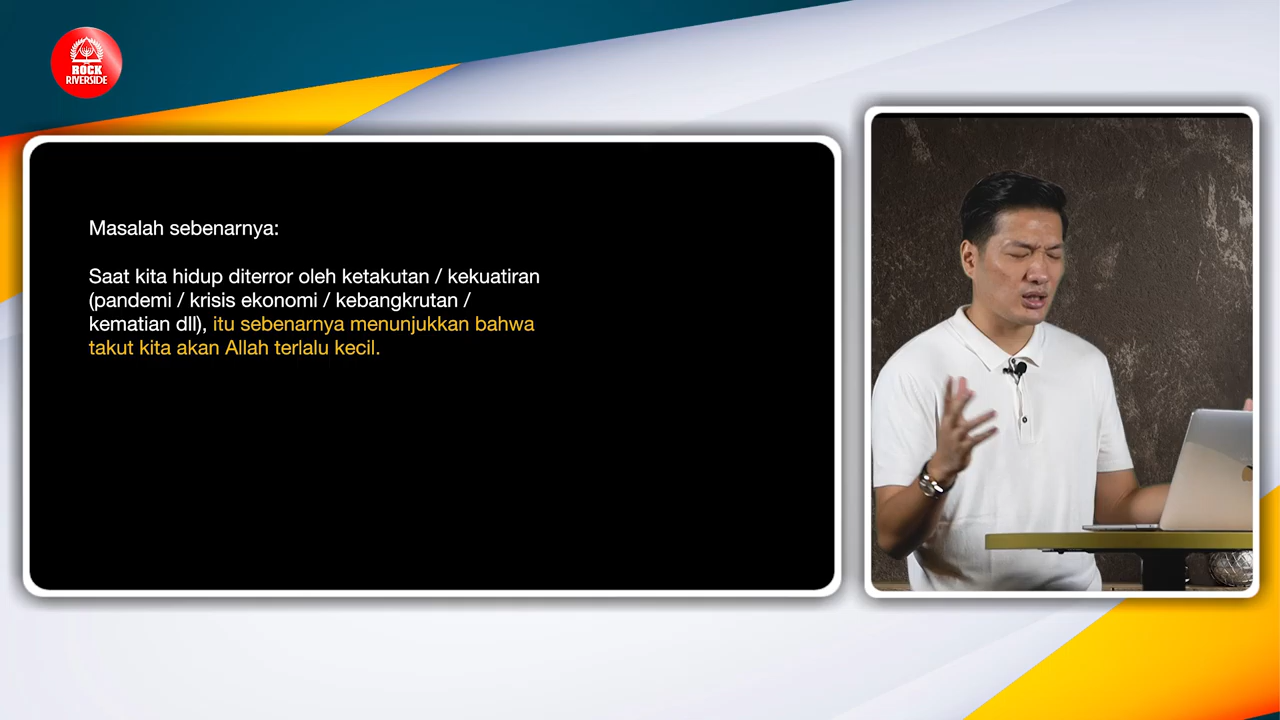 ROCK
RIVERSIDE
Masalah sebenarnya:
Saat kita hidup diterror oleh ketakutan / kekuatiran
(pandemi / krisis ekonomi / kebangkrutan /
kematian dll), itu sebenarnya menunjukkan bahwa
takut kita akan Allah terlalu kecil.